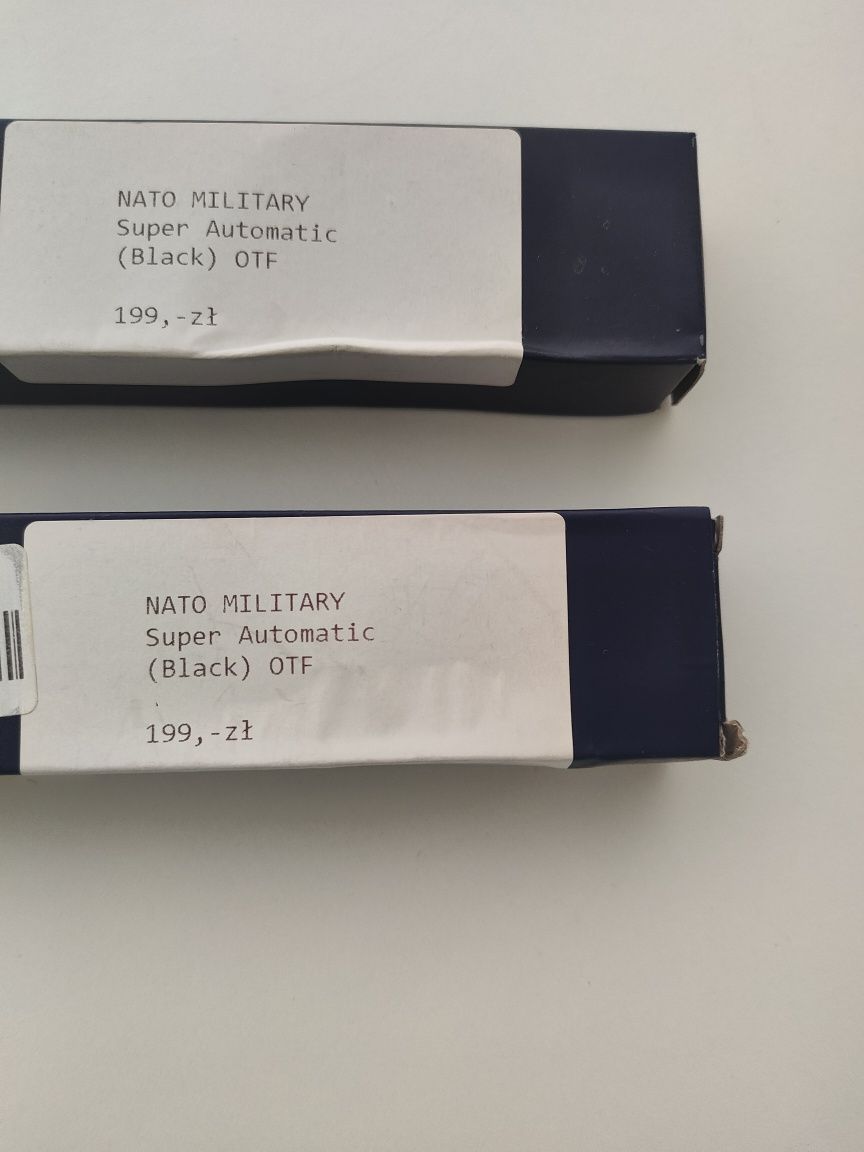 NATO MILITARY
Super Automatic
(Black) OTF
199,-zł
NATO MILITARY
Super Automatic
(Black) OTF
199,-zł